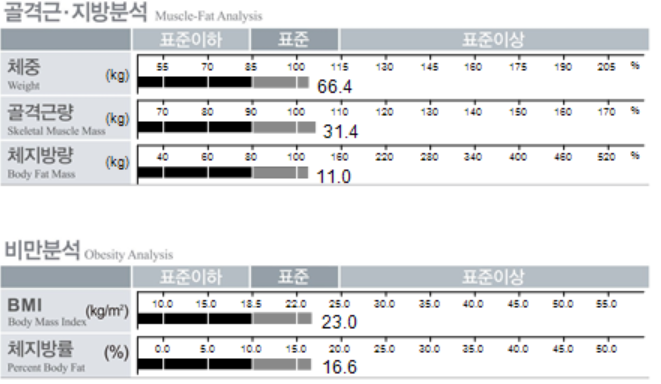 골격근·지방분석 Muscle-Fat Analysis
표준이하 표준 표준이상
체중 (kg) 55 70 85 100 115 130 145 160 175 190 205 %
Weight 66.4
골격근량 (kg) 70 80 90 100 110 120 130 140 150 160 170 %
Skeletal Muscle Mass 31.4
체지방량 (kg) 40 60 80 100 160 220 280 340 400 460 520 %
Body Fat Mass 11.0
비만분석 Obesity Analysis
표준이하 표준 표준이상
BMI (kg/m²) 10.0 15.0 18.5 22.0 25.0 30.0 35.0 40.0 45.0 50.0 55.0
Body Mass Index 23.0
체지방률 (%) 0.0 5.0 10.0 15.0 20.0 25.0 30.0 35.0 40.0 45.0 50.0
Percent Body Fat 16.6